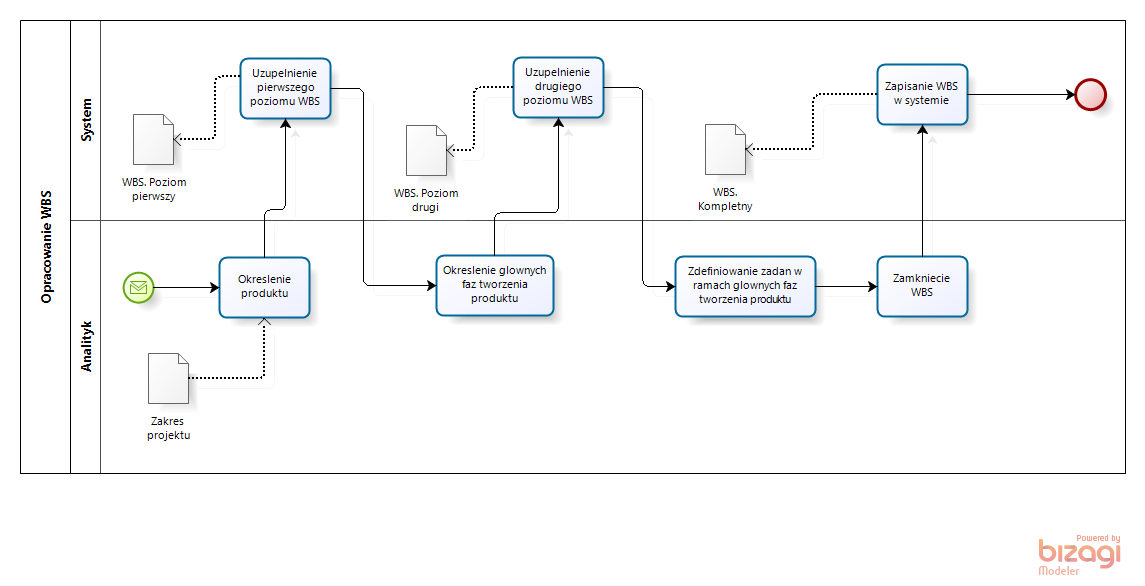 Opracowanie WBS
System
Uzupelnienie
pierwszego
poziomu WBS
WBS. Poziom
pierwszy
Uzupelnienie
drugiego
poziomu WBS
WBS. Poziom
drugi
Zapisanie WBS
w systemie
WBS.
Kompletny
Analityk
Okreslenie
produktu
Zakres
projektu
Okreslenie glownych
faz tworzenia
produktu
Zdefiniowanie zadan w
ramach glownych faz
tworzenia produktu
Zamkniecie
WBS
Powered by
bizagi
Modeler